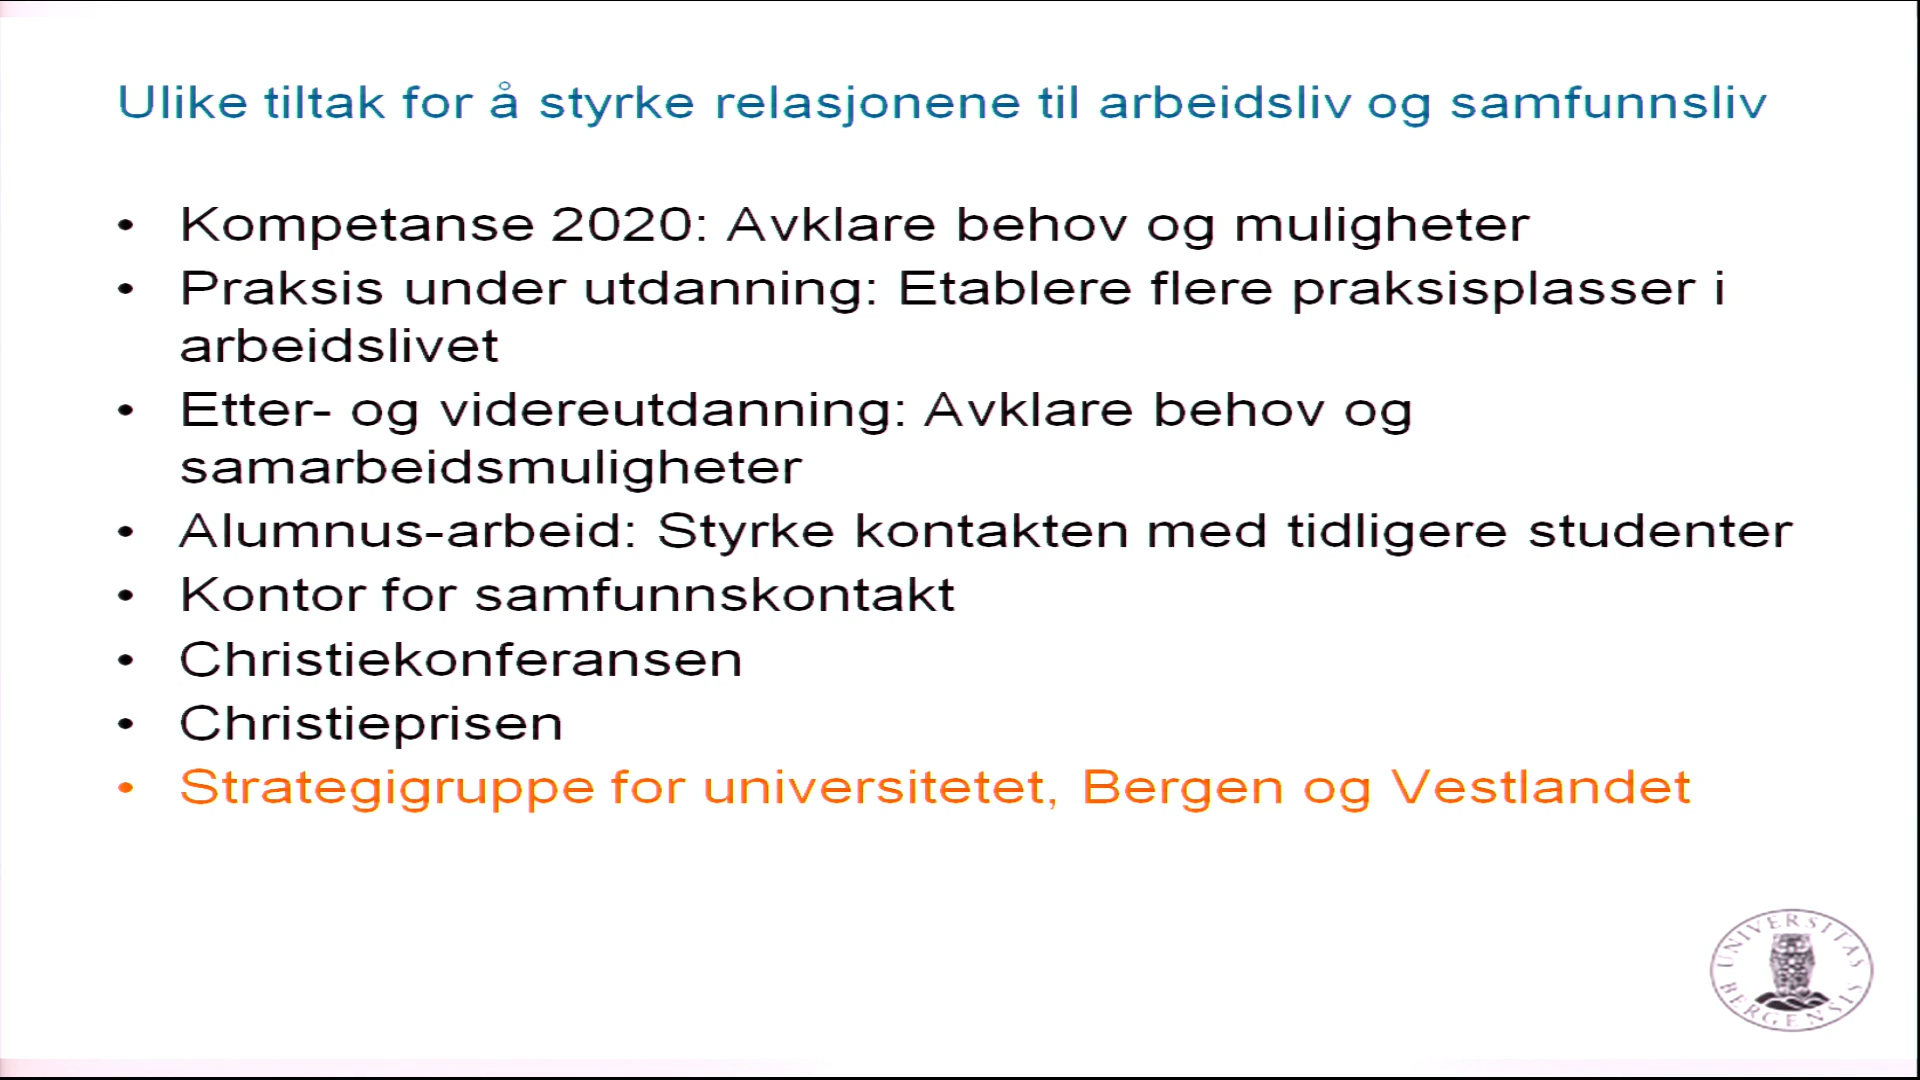 Ulike tiltak for å styrke relasjonene til arbeidsliv og samfunnsliv
• Kompetanse 2020: Avklare behov og muligheter
• Praksis under utdanning: Etablere flere praksisplasser i
arbeidslivet
• Etter- og videreutdanning: Avklare behov og
samarbeidsmuligheter
• Alumnus-arbeid: Styrke kontakten med tidligere studenter
• Kontor for samfunnskontakt
• Christiekonferansen
• Christieprisen
• Strategigruppe for universitetet, Bergen og Vestlandet
UNIVERSITAS
BERGENSIS